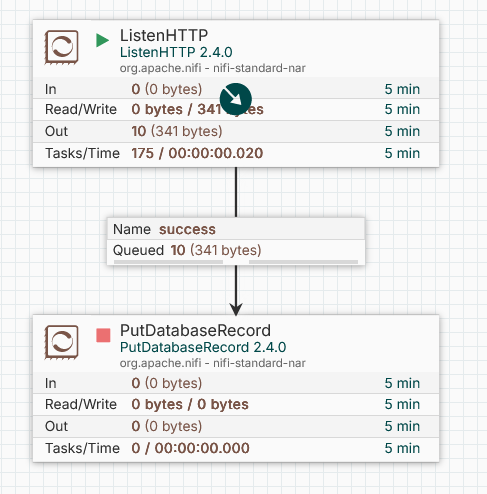 ListenHTTP
ListenHTTP 2.4.0
org.apache.nifi - nifi-standard-nar
In 0 (0 bytes) 5 min
Read/Write 0 bytes / 341 bytes 5 min
Out 10 (341 bytes) 5 min
Tasks/Time 175 / 00:00:00.020 5 min
Name success
Queued 10 (341 bytes)
PutDatabaseRecord
PutDatabaseRecord 2.4.0
org.apache.nifi - nifi-standard-nar
In 0 (0 bytes) 5 min
Read/Write 0 bytes / 0 bytes 5 min
Out 0 (0 bytes) 5 min
Tasks/Time 0 / 00:00:00.000 5 min